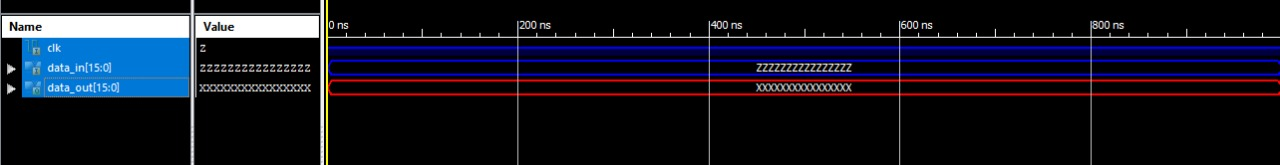 Name Value 0 ns 200 ns 400 ns 600 ns 800 ns
clk z
data_in[15:0] zzzzzzzzzzzzzzzz ZZZZZZZZZZZZZZZZ
data_out[15:0] xxxxxxxxxxxxxxxx XXXXXXXXXXXXXXXX